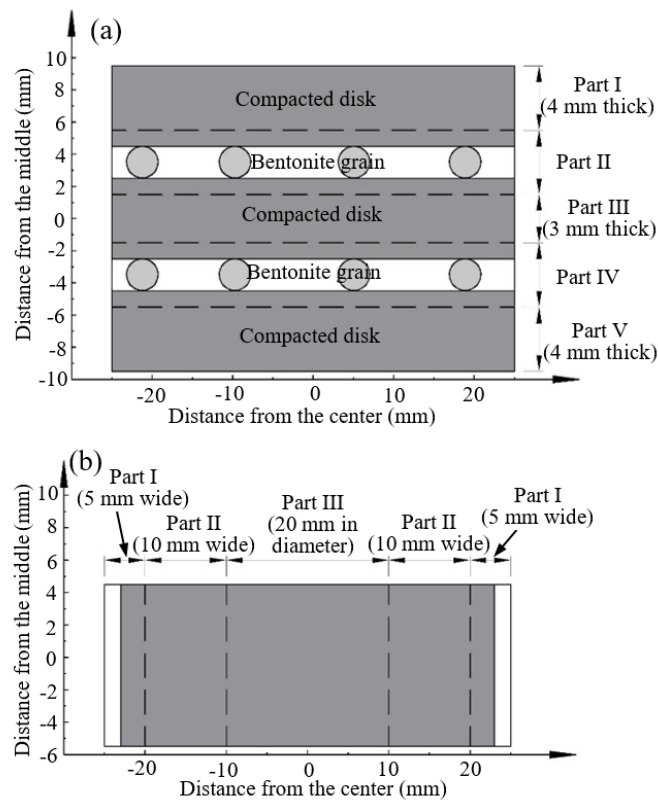 (a)
Distance from the middle (mm)
10
8
6
4
2
0
-2
-4
-6
-8
-10
Compacted disk
Bentonite grain
Compacted disk
Bentonite grain
Compacted disk
Part I
(4 mm thick)
Part II
Part III
(3 mm thick)
Part IV
Part V
(4 mm thick)
-20 -10 0 10 20
Distance from the center (mm)
(b)
Distance from the middle (mm)
10
8
6
4
2
0
-2
-4
-6
Part I
(5 mm wide)
Part II
(10 mm wide)
Part III
(20 mm in
diameter)
Part II
(10 mm wide)
Part I
(5 mm wide)
-20 -10 0 10 20
Distance from the center (mm)